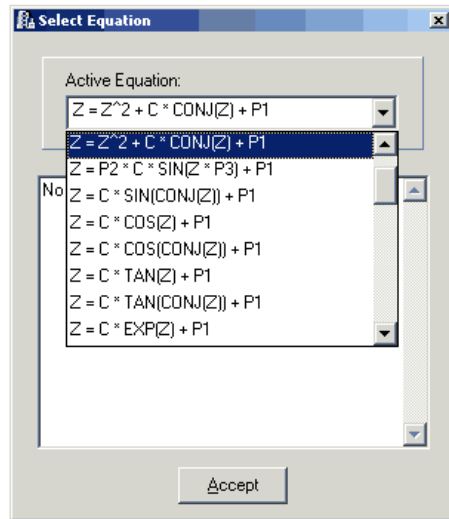 Select Equation
Active Equation:
Z = Z^2 + C * CONJ(Z) + P1
Z = Z^2 + C * CONJ(Z) + P1
Z = P2 * C * SIN(Z * P3) + P1
No
Z = C * SIN(CONJ(Z)) + P1
Z = C * COS(Z) + P1
Z = C * COS(CONJ(Z)) + P1
Z = C * TAN(Z) + P1
Z = C * TAN(CONJ(Z)) + P1
Z = C * EXP(Z) + P1
Accept